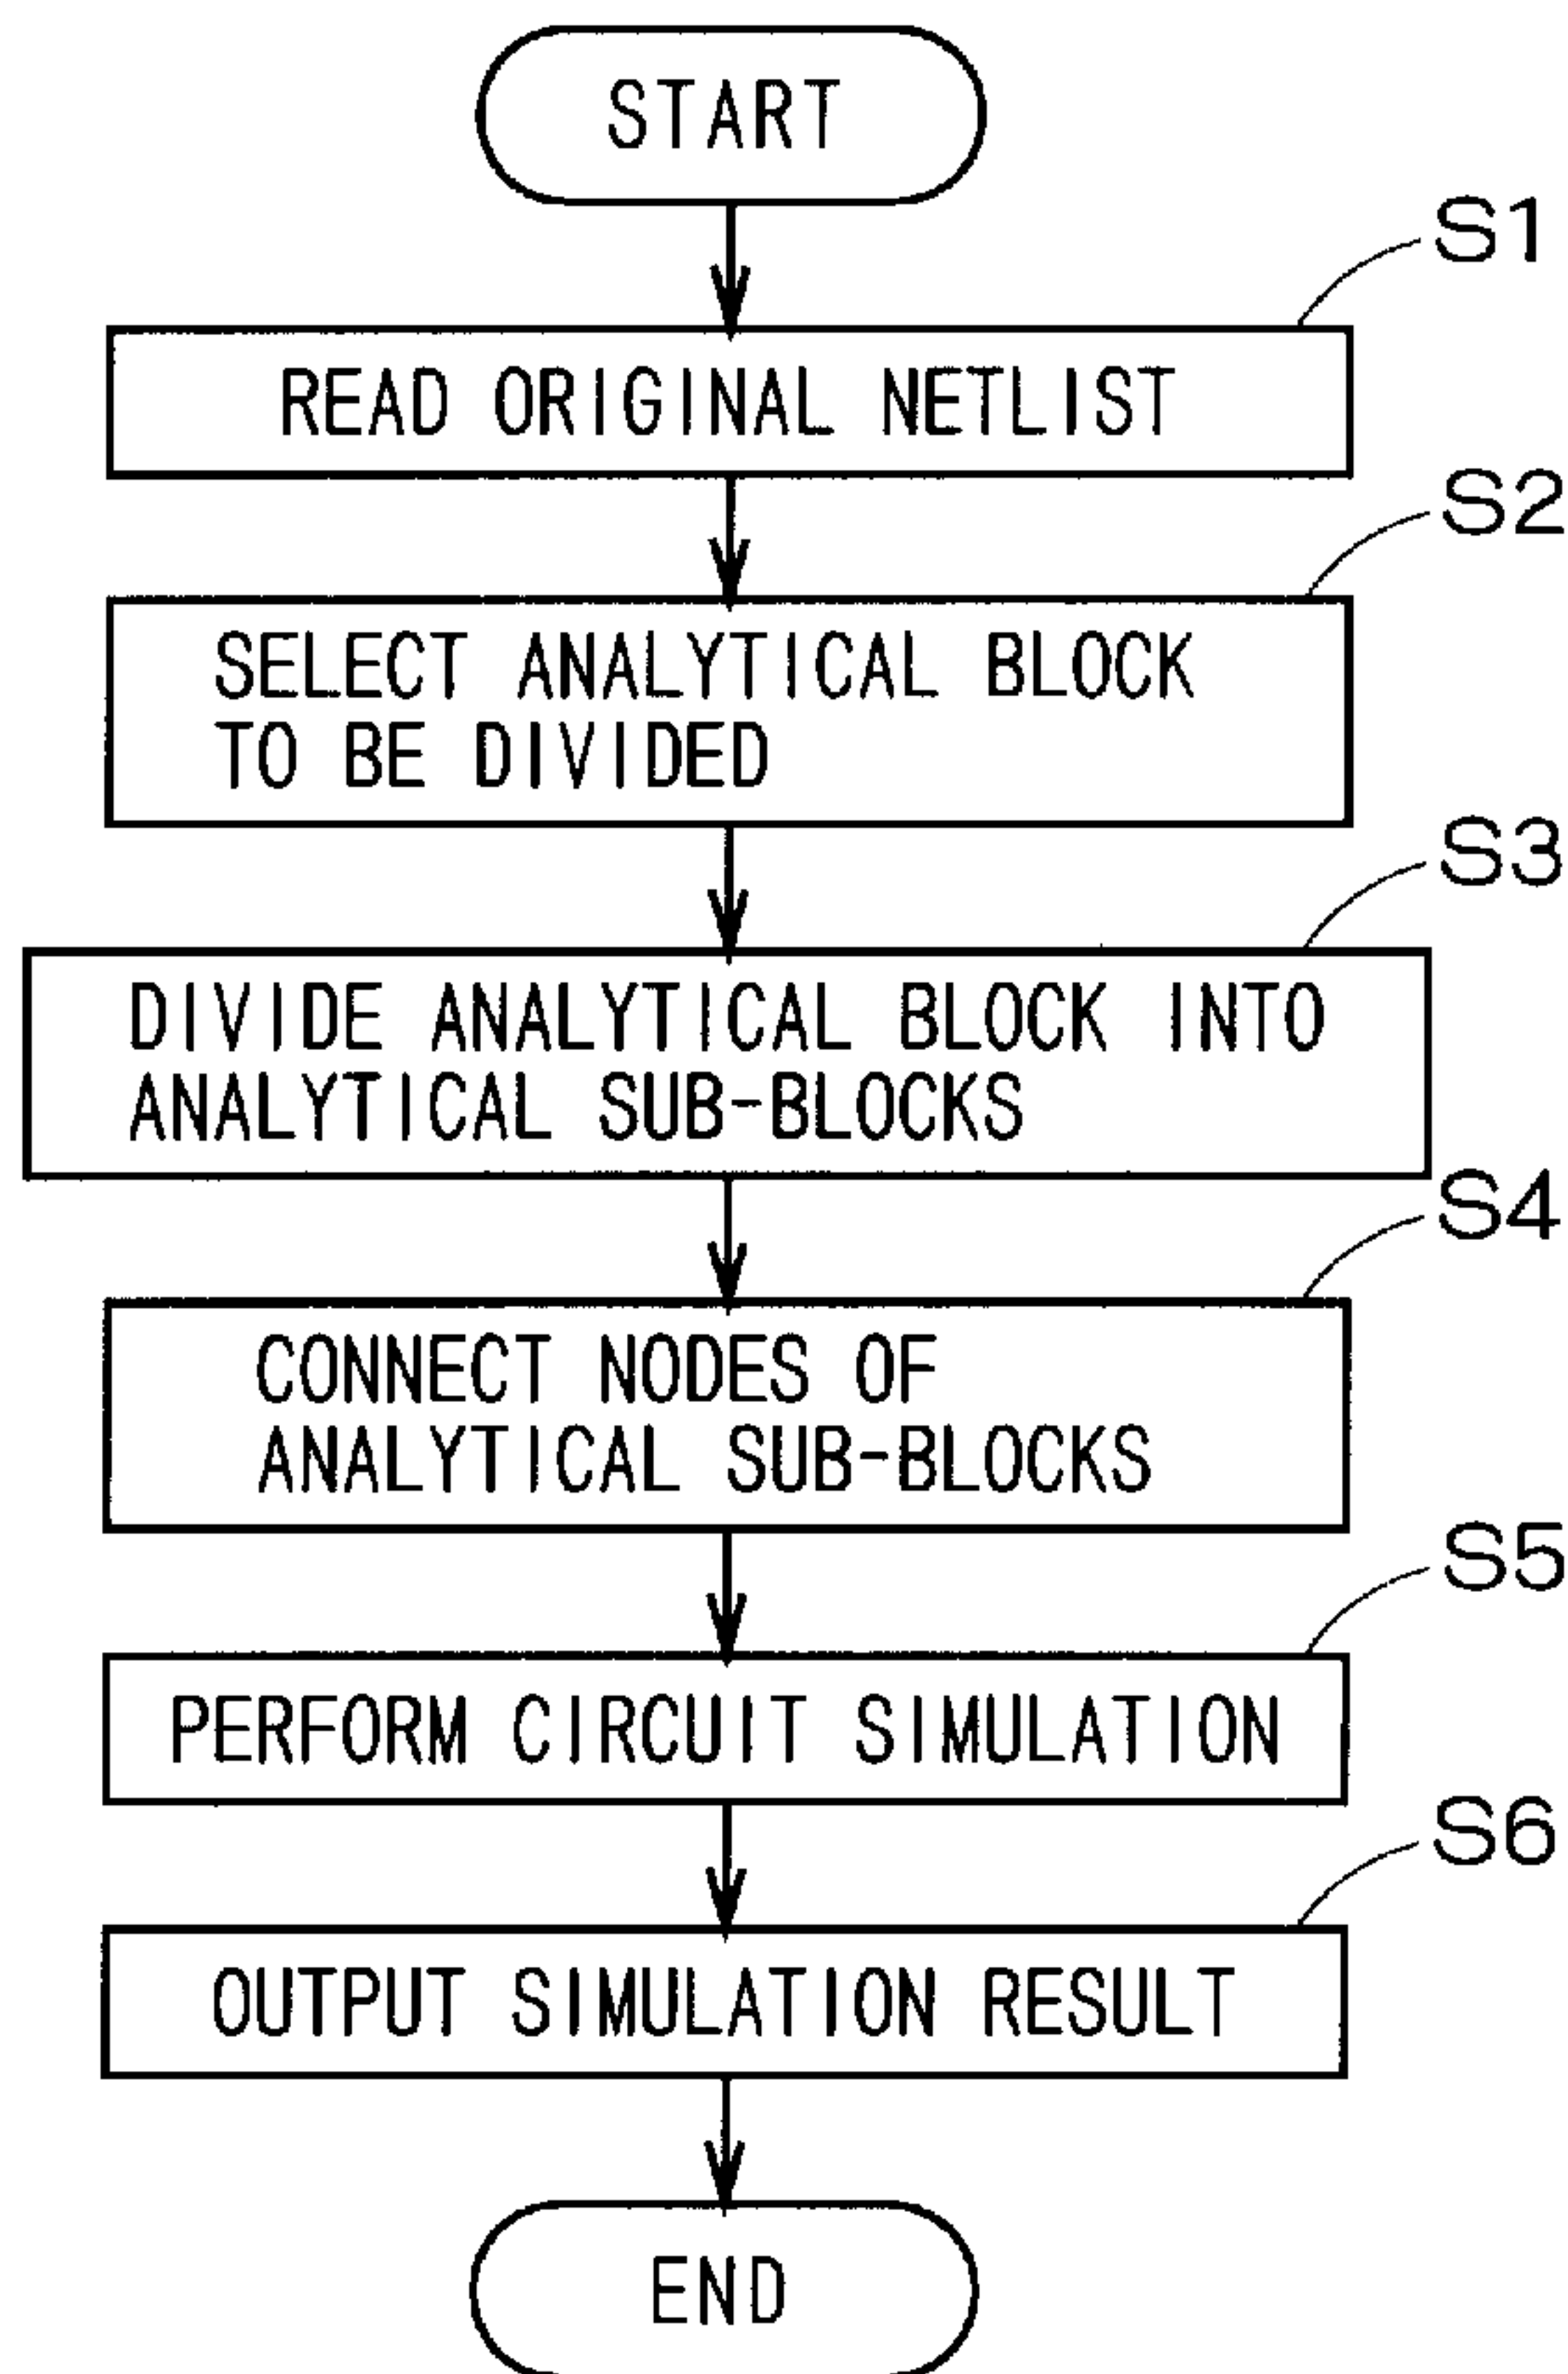 START
S1
READ ORIGINAL NETLIST
S2
SELECT ANALYTICAL BLOCK
TO BE DIVIDED
S3
DIVIDE ANALYTICAL BLOCK INTO
ANALYTICAL SUB-BLOCKS
S4
CONNECT NODES OF
ANALYTICAL SUB-BLOCKS
S5
PERFORM CIRCUIT SIMULATION
S6
OUTPUT SIMULATION RESULT
END